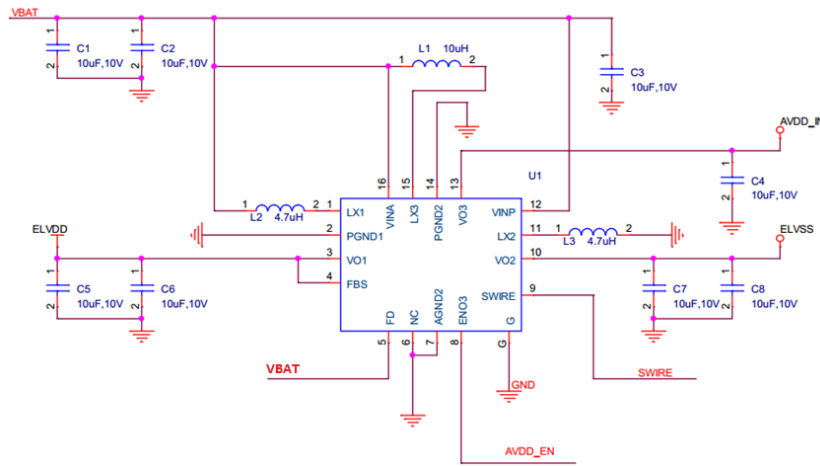 VBAT
1
C1
2
10uF,10V
1
C2
2
10uF,10V
L1 10uH
1 2
1
C3
2
10uF,10V
AVDD_IN
1
C4
2
10uF,10V
U1
16 15 14 13
VINA LX3 PGND2 VO3
1 2 1 LX1
L2 4.7uH
2 PGND1
3 VO1
4 FBS
VINP 12
LX2 11 1 2
L3 4.7uH
VO2 10
SWIRE 9
FD NC AGND2 ENO3 G
5 6 7 8 G
ELVDD
1
C5
2
10uF,10V
1
C6
2
10uF,10V
ELVSS
1
C7
2
10uF,10V
1
C8
2
10uF,10V
VBAT
GND
SWIRE
AVDD_EN